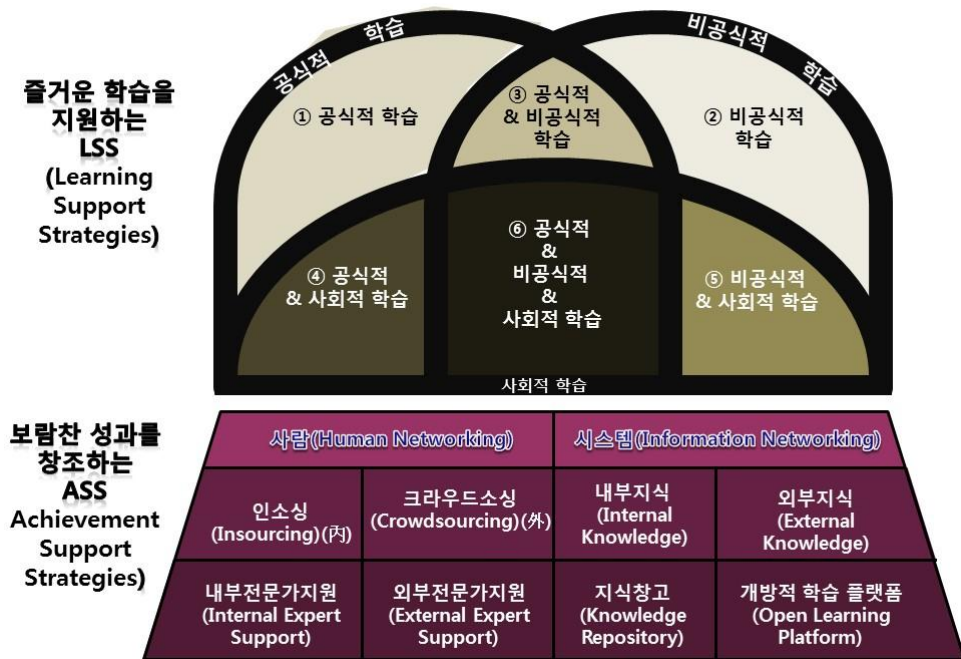 공식적 학습
비공식적 학습
즐거운 학습을
지원하는
LSS
(Learning
Support
Strategies)
① 공식적 학습
③ 공식적
& 비공식적
학습
② 비공식적
학습
④ 공식적
& 사회적 학습
⑥ 공식적
&
비공식적
&
사회적 학습
⑤ 비공식적
& 사회적 학습
사회적 학습
보람찬 성과를
창조하는
ASS
Achievement
Support
Strategies)
사람(Human Networking)
시스템(Information Networking)
인소싱
(Insourcing)(內)
크라우드소싱
(Crowdsourcing)(外)
내부지식
(Internal
Knowledge)
외부지식
(External
Knowledge)
내부전문가지원
(Internal Expert
Support)
외부전문가지원
(External Expert
Support)
지식창고
(Knowledge
Repository)
개방적 학습 플랫폼
(Open Learning
Platform)